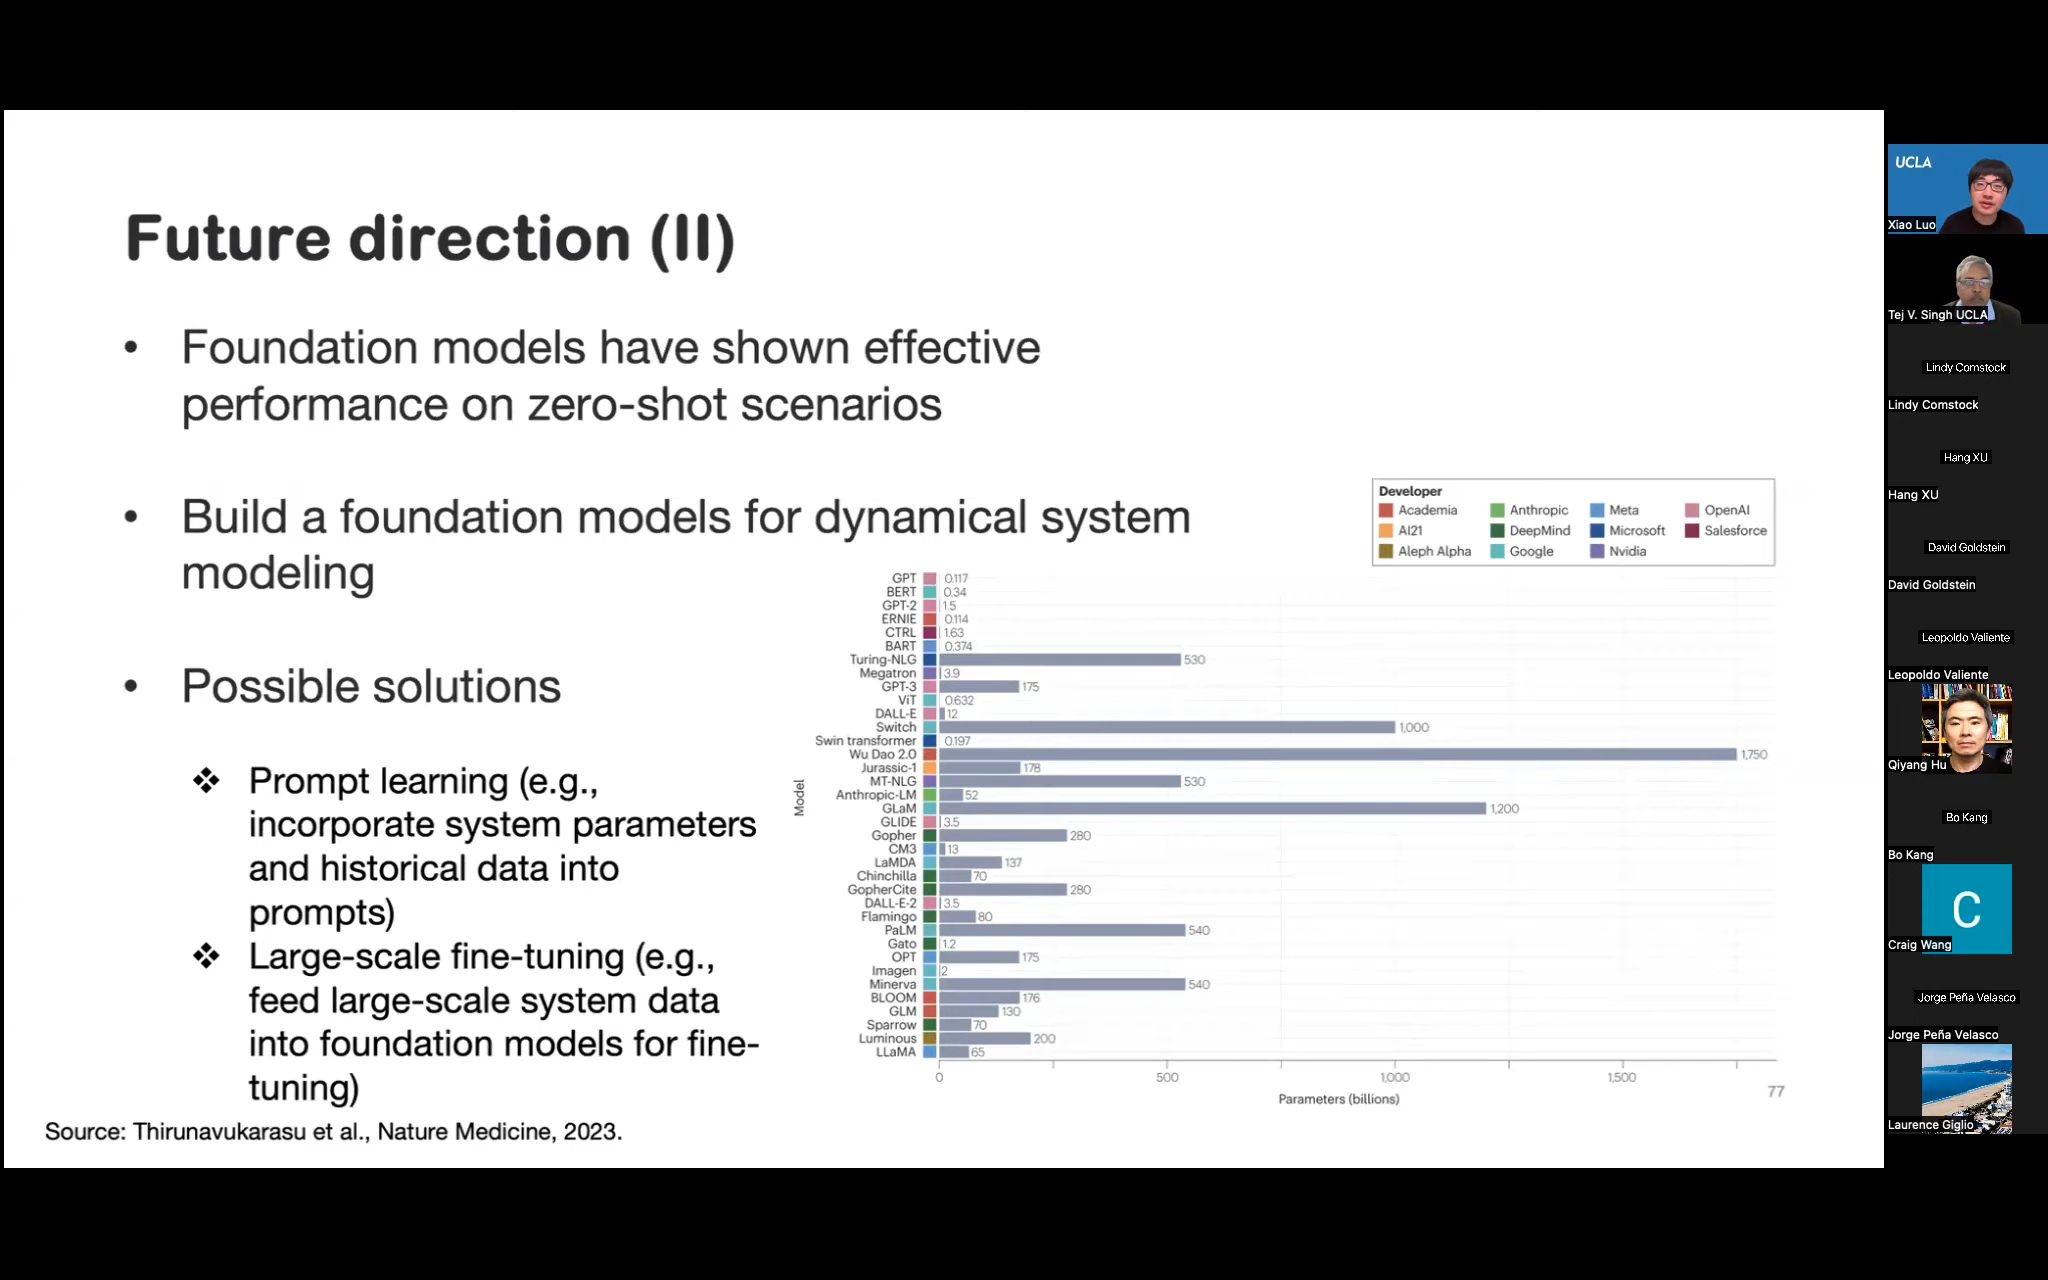 Future direction (II)
• Foundation models have shown effective
performance on zero-shot scenarios
• Build a foundation models for dynamical system
modeling
• Possible solutions
❖ Prompt learning (e.g.,
incorporate system parameters
and historical data into
prompts)
❖ Large-scale fine-tuning (e.g.,
feed large-scale system data
into foundation models for fine-
tuning)
Source: Thirunavukarasu et al., Nature Medicine, 2023.
Developer
Academia Anthropic Meta OpenAI
AI21 DeepMind Microsoft Salesforce
Aleph Alpha Google Nvidia
Model
GPT 0.117
BERT 0.34
GPT-2 1.5
ERNIE 0.114
CTRL 1.63
BART 0.374
Turing-NLG 530
Megatron 3.9
GPT-3 175
ViT 0.632
DALL-E 12
Switch 1,000
Swin transformer 0.197
Wu Dao 2.0 1,750
Jurassic-1 178
MT-NLG 530
Anthropic-LM 52
GLaM 1,200
GLIDE 3.5
Gopher 280
CM3 13
LaMDA 137
Chinchilla 70
GopherCite 280
DALL-E-2 3.5
Flamingo 80
PaLM 540
Gato 1.2
OPT 175
Imagen 2
Minerva 540
BLOOM 176
GLM 130
Sparrow 70
Luminous 200
LLaMA 65
0 500 1,000 1,500
Parameters (billions)
77
UCLA
Xiao Luo
Tej V. Singh UCLA
Lindy Comstock
Lindy Comstock
Hang XU
Hang XU
David Goldstein
David Goldstein
Leopoldo Valiente
Leopoldo Valiente
Qiyang Hu
Bo Kang
Bo Kang
C
Craig Wang
Jorge Peña Velasco
Jorge Peña Velasco
Laurence Giglio